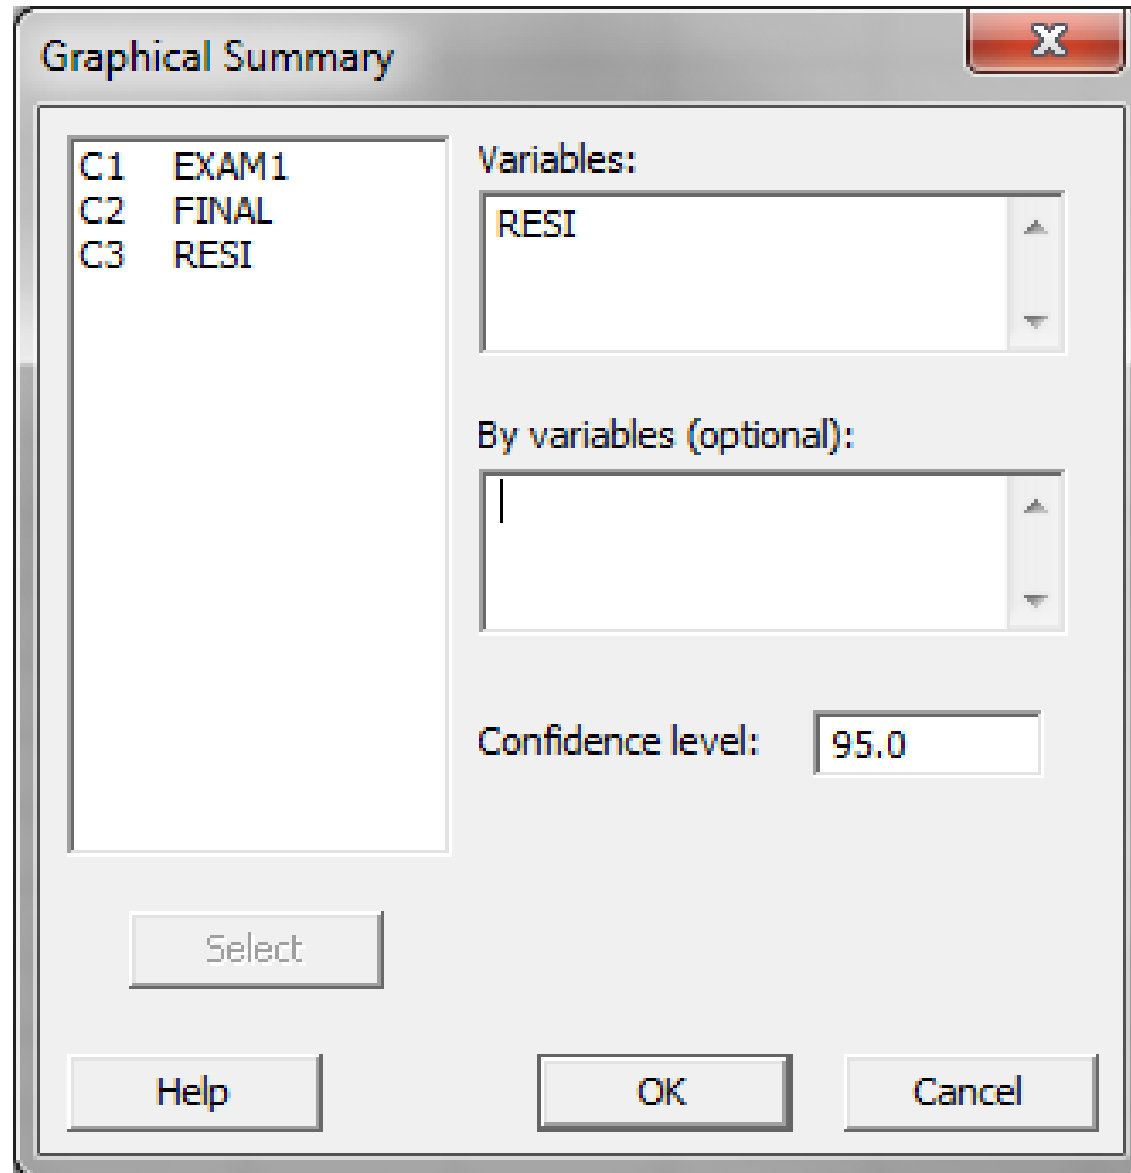 Graphical Summary
C1 EXAM1
C2 FINAL
C3 RESI
Variables:
RESI
By variables (optional):
Confidence level: 95.0
Select
Help OK Cancel